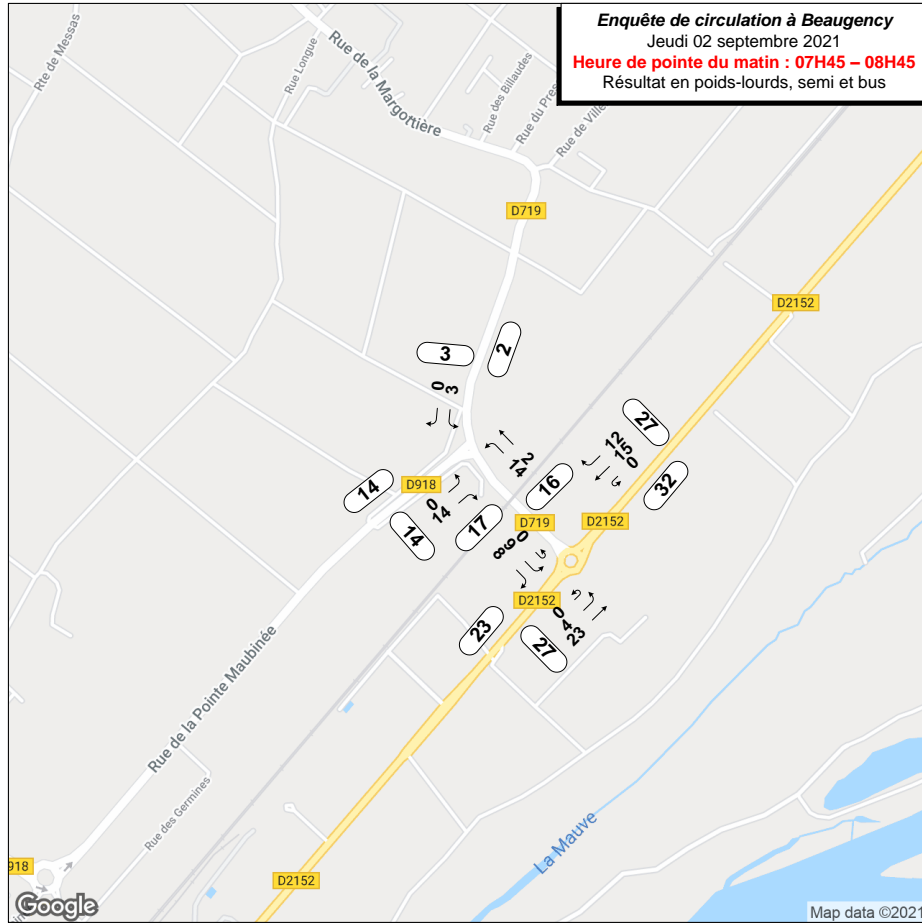 Enquête de circulation à Beaugency
Jeudi 02 septembre 2021
Heure de pointe du matin : 07H45 – 08H45
Résultat en poids-lourds, semi et bus
Rte de Messas
Rue Longue
Rue de la Margottière
Rue des Billaudes
Rue du Pres
Rue de Ville
D719
D2152
3
2
0
3
27
12
15
0
2
14
14
D918
0
14
14
16
32
17
D719
D2152
8
9
0
D2152
0
4
23
23
27
Rue de la Pointe Maubinée
Rue des Germines
La Mauve
918
D2152
Google
Map data ©2021